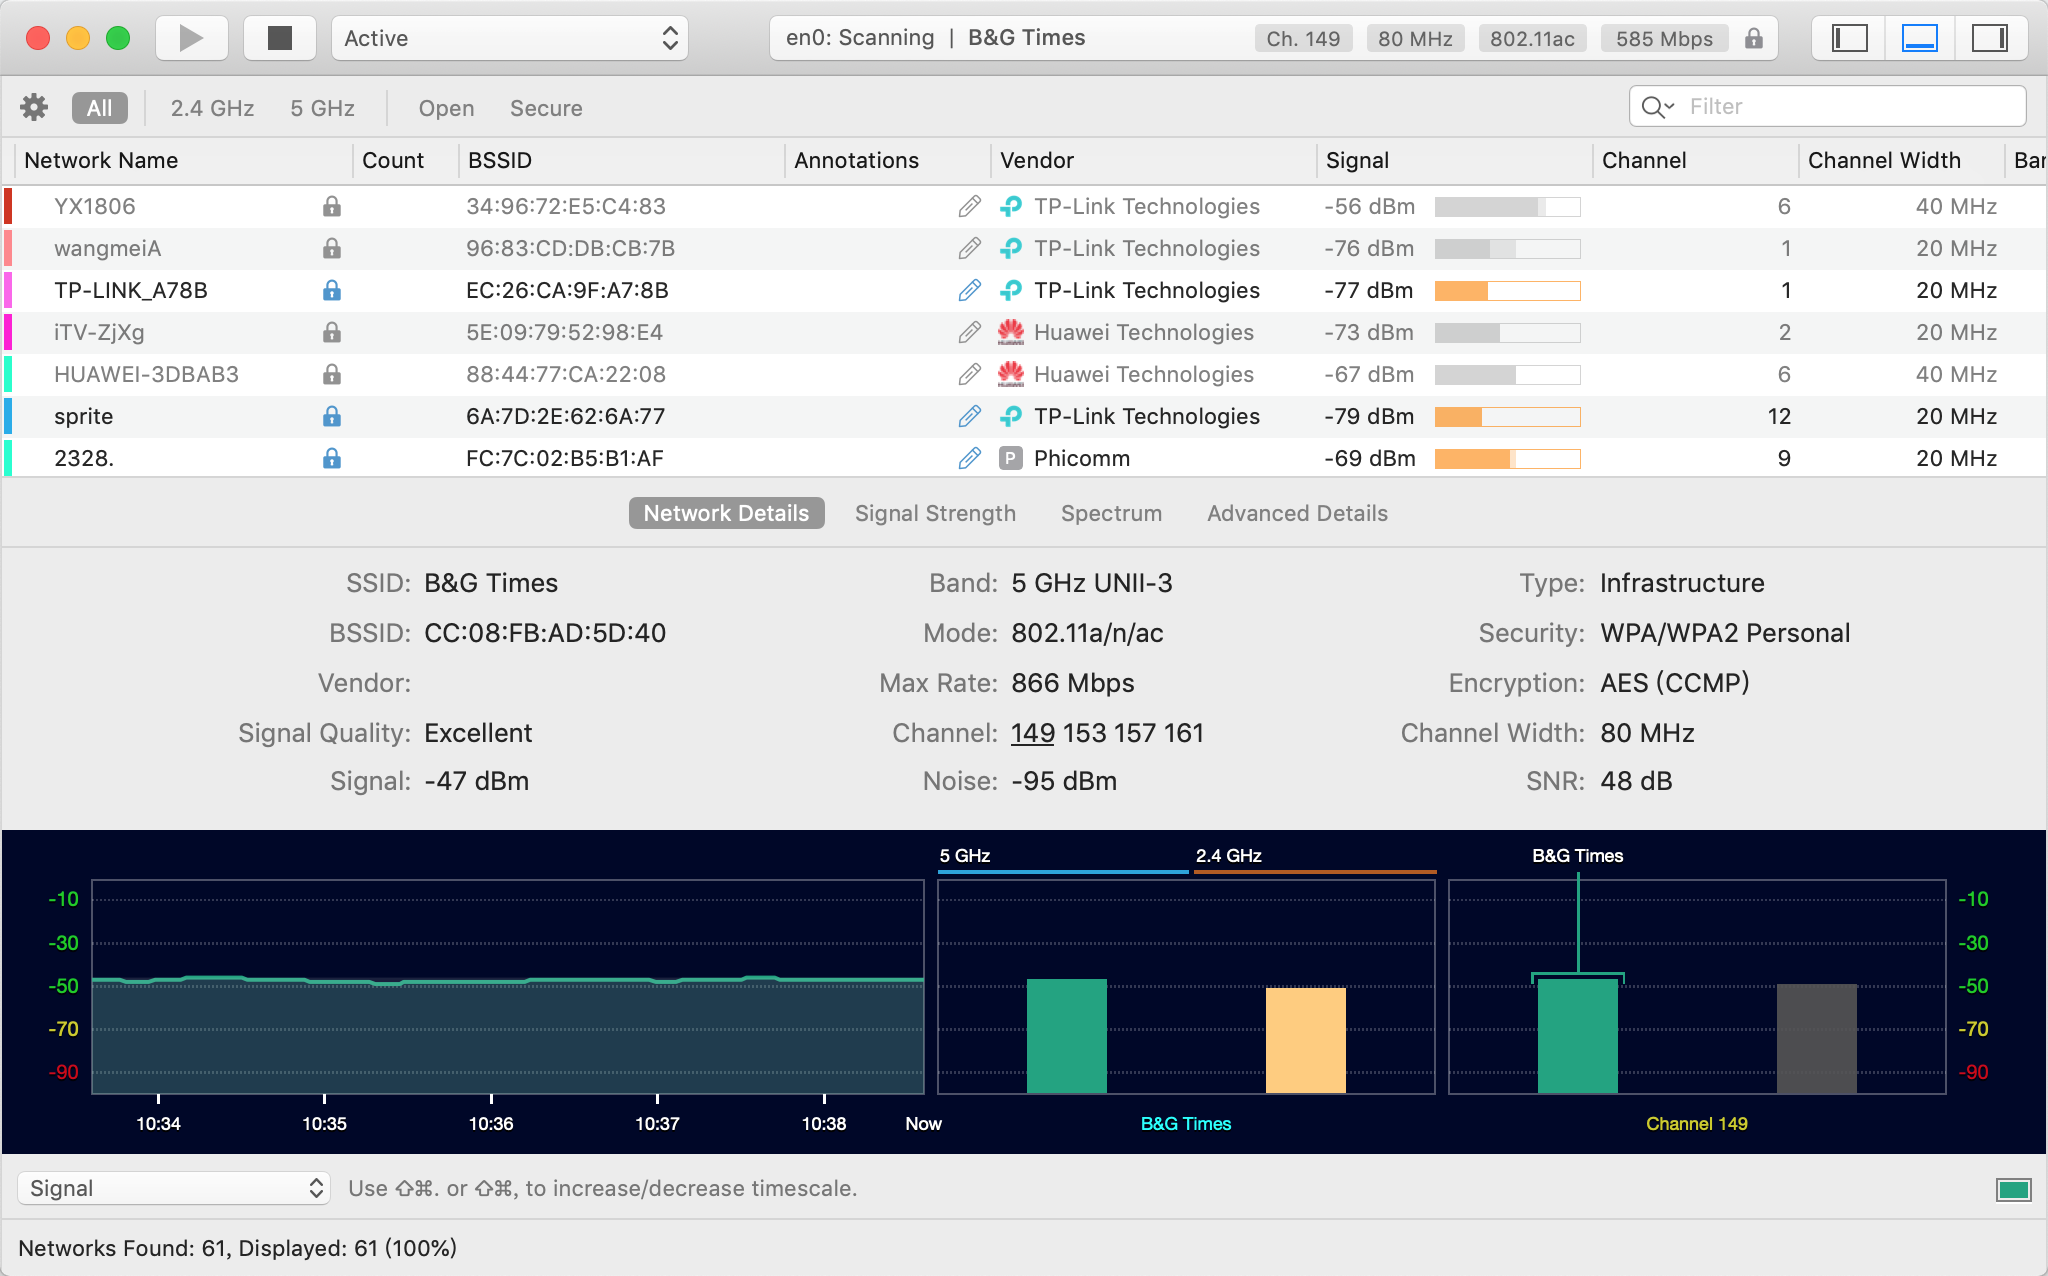 Active en0: Scanning | B&G Times Ch. 149 80 MHz 802.11ac 585 Mbps
All 2.4 GHz 5 GHz Open Secure Filter
Network Name Count BSSID Annotations Vendor Signal Channel Channel Width Bar
YX1806 34:96:72:E5:C4:83 TP-Link Technologies -56 dBm 6 40 MHz
wangmeiA 96:83:CD:DB:CB:7B TP-Link Technologies -76 dBm 1 20 MHz
TP-LINK_A78B EC:26:CA:9F:A7:8B TP-Link Technologies -77 dBm 1 20 MHz
iTV-ZjXg 5E:09:79:52:98:E4 Huawei Technologies -73 dBm 2 20 MHz
HUAWEI-3DBAB3 88:44:77:CA:22:08 Huawei Technologies -67 dBm 6 40 MHz
sprite 6A:7D:2E:62:6A:77 TP-Link Technologies -79 dBm 12 20 MHz
2328. FC:7C:02:B5:B1:AF P Phicomm -69 dBm 9 20 MHz
Network Details Signal Strength Spectrum Advanced Details
SSID: B&G Times Band: 5 GHz UNII-3 Type: Infrastructure
BSSID: CC:08:FB:AD:5D:40 Mode: 802.11a/n/ac Security: WPA/WPA2 Personal
Vendor: Max Rate: 866 Mbps Encryption: AES (CCMP)
Signal Quality: Excellent Channel: 149 153 157 161 Channel Width: 80 MHz
Signal: -47 dBm Noise: -95 dBm SNR: 48 dB
5 GHz 2.4 GHz B&G Times
-10 -10
-30 -30
-50 -50
-70 -70
-90 -90
10:34 10:35 10:36 10:37 10:38 Now B&G Times Channel 149
Signal Use ⇧⌘. or ⇧⌘, to increase/decrease timescale.
Networks Found: 61, Displayed: 61 (100%)